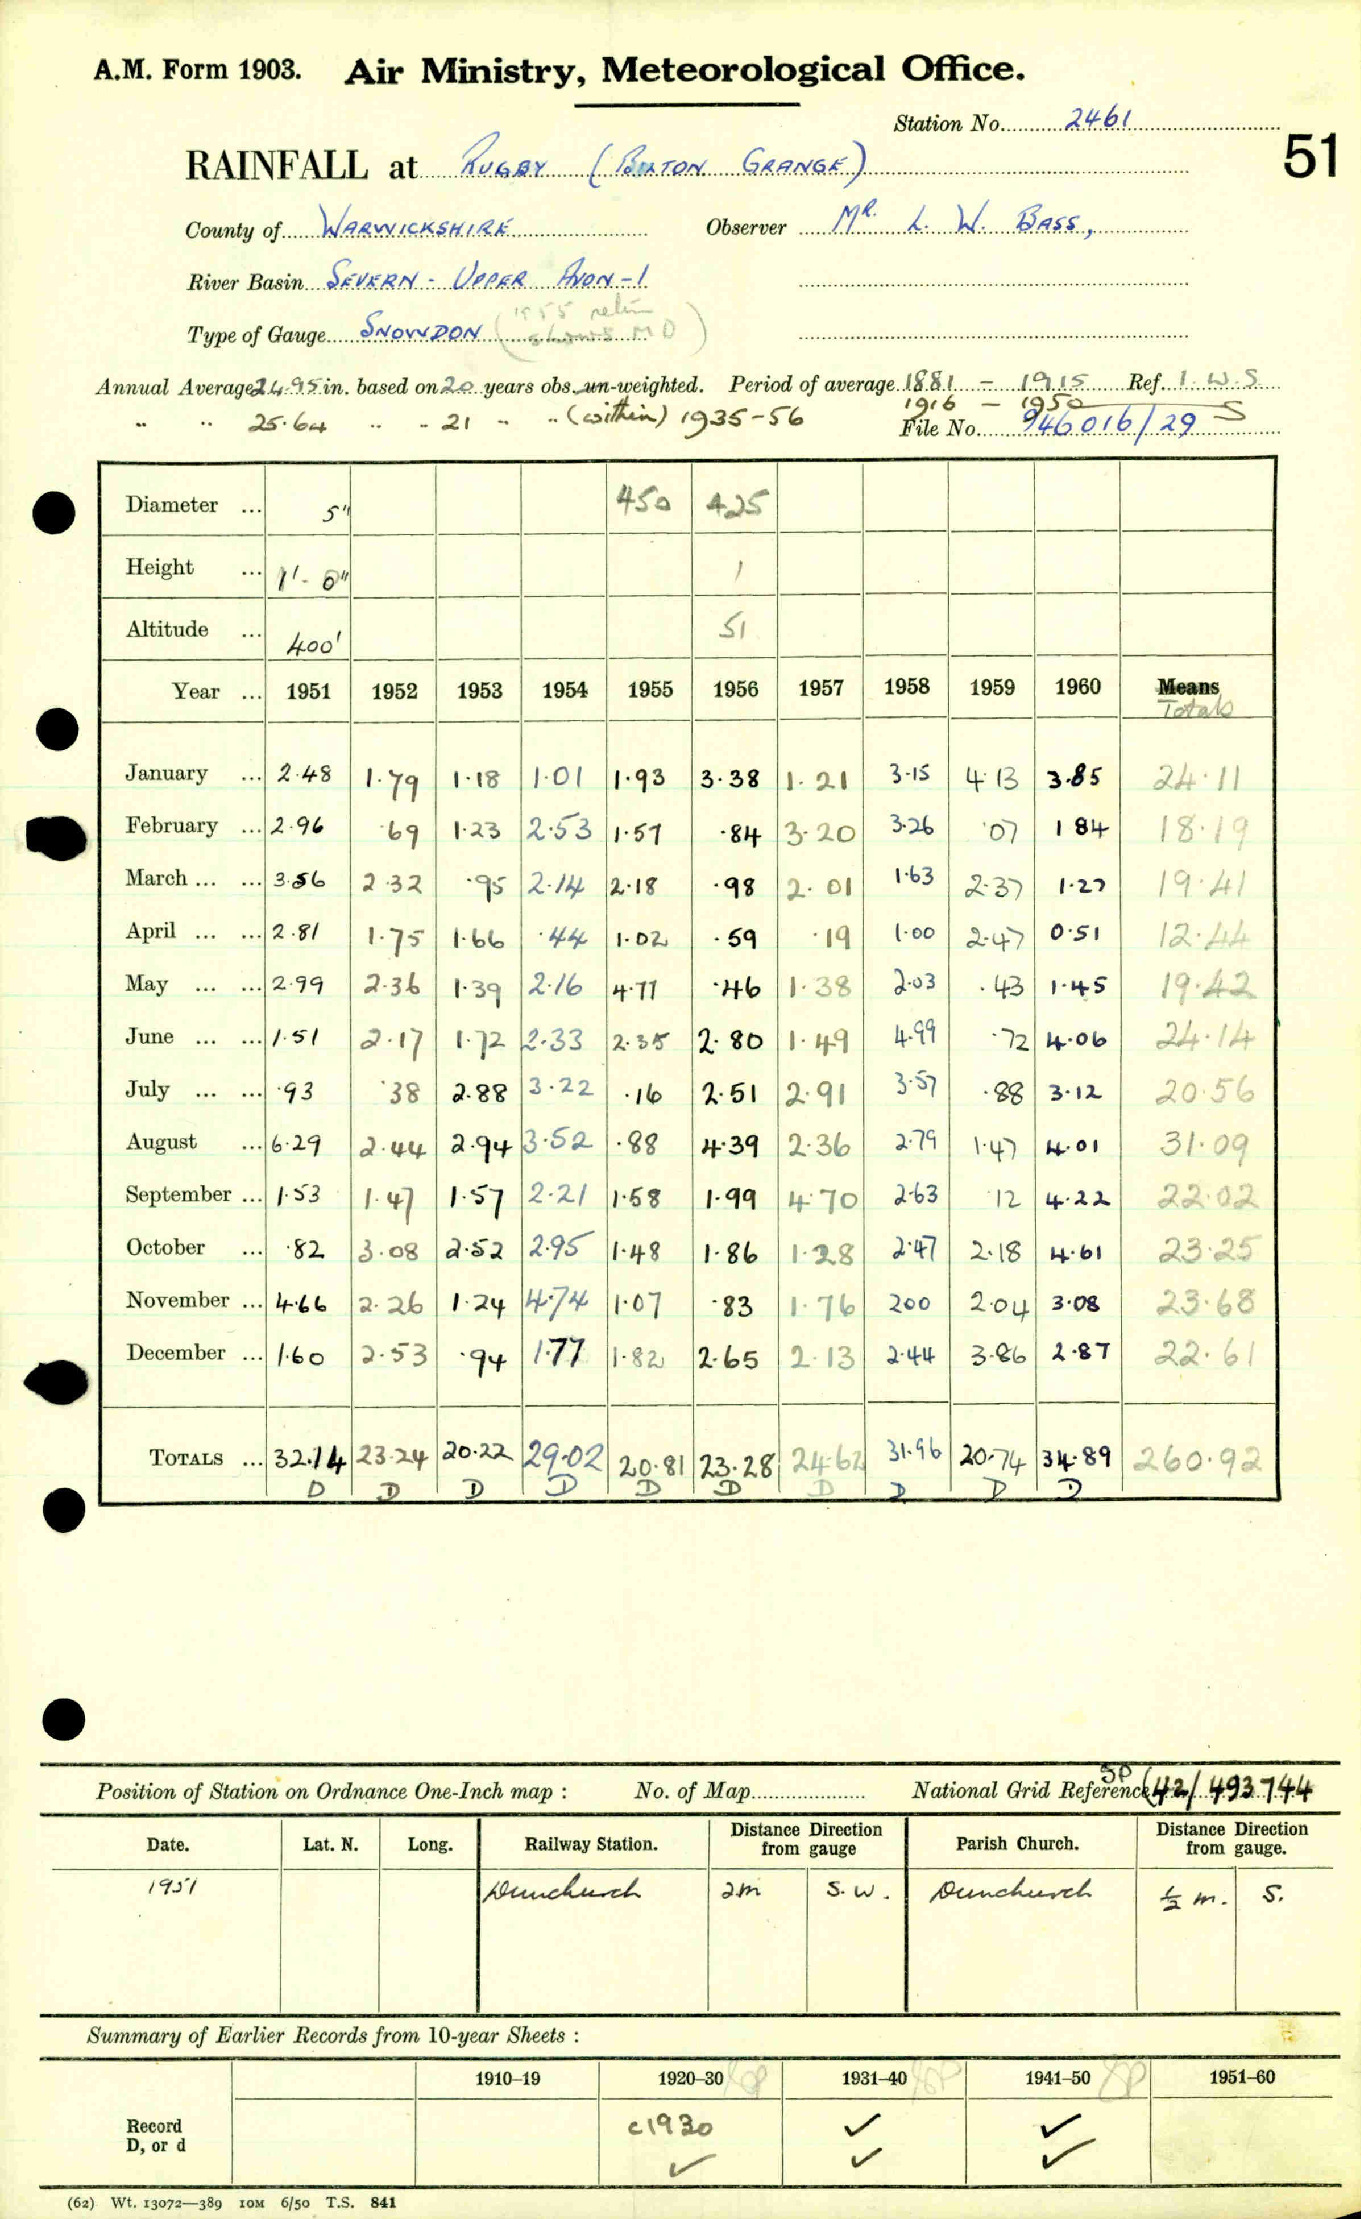 A.M. Form 1903. Air Ministry, Meteorological Office.
Station No. 2461
51
RAINFALL at RUGBY (BILTON GRANGE)
County of WARWICKSHIRE Observer MR. L. W. BASS,
River Basin SEVERN - UPPER AVON - 1
Type of Gauge SNOWDON (1955 return shows M O)
Annual Average 24.95 in. based on 20 years obs. un-weighted. Period of average 1881 - 1915 Ref. I.W.S.
1916 - 1950 S
" " 25.64 " " 21 " " (within) 1935-56 File No. 946016/29
Diameter ... 5" 450 425
Height ... 1'- 0" 1
Altitude ... 400' 51
Year ... 1951 1952 1953 1954 1955 1956 1957 1958 1959 1960 Means
Totals
January ... 2.48 1.79 1.18 1.01 1.93 3.38 1.21 3.15 4.13 3.85 24.11
February ... 2.96 .69 1.23 2.53 1.57 .84 3.20 3.26 .07 1.84 18.19
March ... ... 3.56 2.32 .95 2.14 2.18 .98 2.01 1.63 2.37 1.27 19.41
April ... ... 2.81 1.75 1.66 .44 1.02 .59 .19 1.00 2.47 0.51 12.44
May ... ... 2.99 2.36 1.39 2.16 4.77 .46 1.38 2.03 .43 1.45 19.42
June ... ... 1.51 2.17 1.72 2.33 2.35 2.80 1.49 4.99 .72 4.06 24.14
July ... ... .93 .38 2.88 3.22 .16 2.51 2.91 3.57 .88 3.12 20.56
August ... 6.29 2.44 2.94 3.52 .88 4.39 2.36 2.79 1.47 4.01 31.09
September ... 1.53 1.47 1.57 2.21 1.58 1.99 4.70 2.63 .12 4.22 22.02
October ... .82 3.08 2.52 2.95 1.48 1.86 1.28 2.47 2.18 4.61 23.25
November ... 4.66 2.26 1.24 4.74 1.07 .83 1.76 200 2.04 3.08 23.68
December ... 1.60 2.53 .94 1.77 1.82 2.65 2.13 2.44 3.86 2.87 22.61
TOTALS ... 32.14 23.24 20.22 29.02 20.81 23.28 24.62 31.96 20.74 34.89 260.92
D D D D D D D D D D
Position of Station on Ordnance One-Inch map : No. of Map National Grid Reference SP (42/ 493744
Date. Lat. N. Long. Railway Station. Distance from Direction gauge Parish Church. Distance from Direction gauge.
1951 Dunchurch 2m S.W. Dunchurch ½ m. S.
Summary of Earlier Records from 10-year Sheets :
1910–19 1920–30 1931–40 1941–50 1951–60
Record c1930 ✓ ✓
D, or d ✓ ✓ ✓
(62) Wt. 13072—389 10M 6/50 T.S. 841